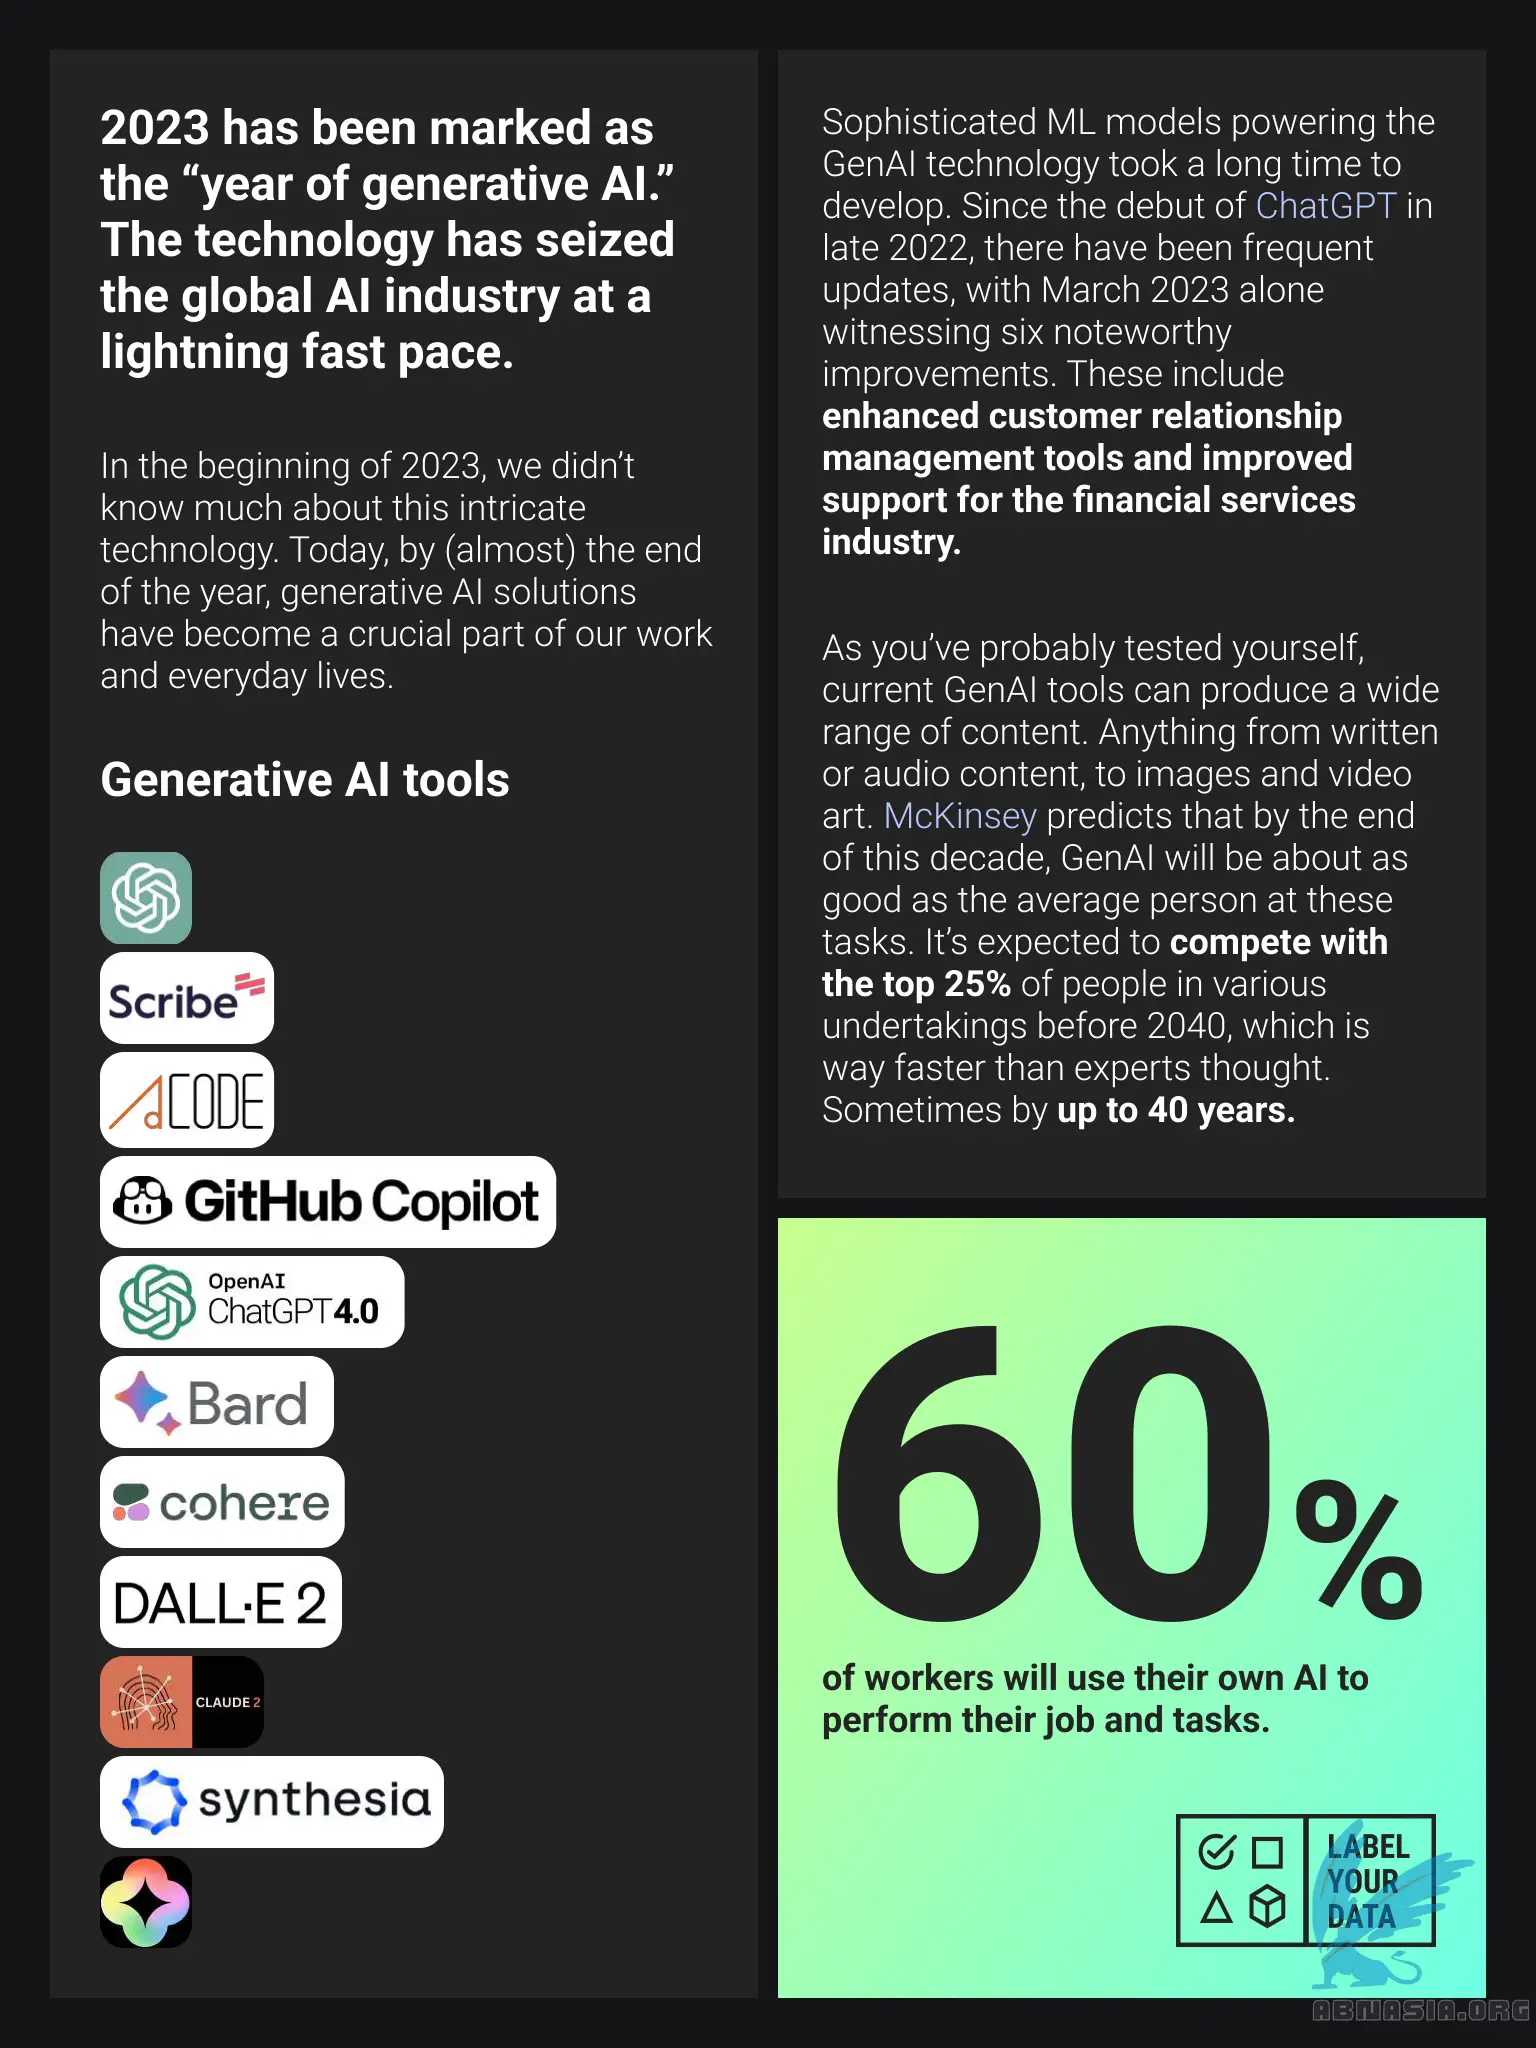 2023 has been marked as
the “year of generative AI.”
The technology has seized
the global AI industry at a
lightning fast pace.
In the beginning of 2023, we didn’t
know much about this intricate
technology. Today, by (almost) the end
of the year, generative AI solutions
have become a crucial part of our work
and everyday lives.
Generative AI tools
Scribe
ACODE
GitHub Copilot
OpenAI
ChatGPT4.0
Bard
cohere
DALL·E 2
CLAUDE 2
synthesia
Sophisticated ML models powering the
GenAI technology took a long time to
develop. Since the debut of ChatGPT in
late 2022, there have been frequent
updates, with March 2023 alone
witnessing six noteworthy
improvements. These include
enhanced customer relationship
management tools and improved
support for the financial services
industry.
As you’ve probably tested yourself,
current GenAI tools can produce a wide
range of content. Anything from written
or audio content, to images and video
art. McKinsey predicts that by the end
of this decade, GenAI will be about as
good as the average person at these
tasks. It’s expected to compete with
the top 25% of people in various
undertakings before 2040, which is
way faster than experts thought.
Sometimes by up to 40 years.
60%
of workers will use their own AI to
perform their job and tasks.
LABEL
YOUR
DATA
ABNASIA.ORG